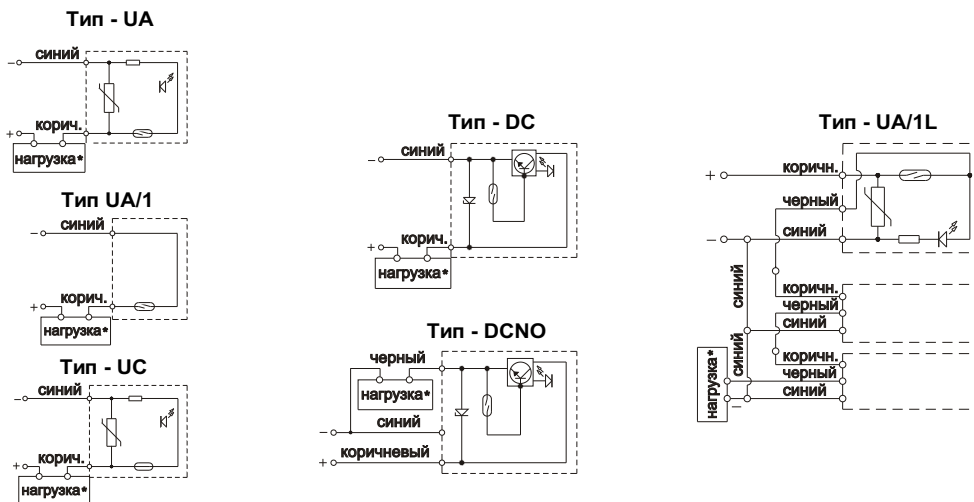 Тип - UA
синий
−
+
корич.
нагрузка*
Тип UA/1
синий
−
+
корич.
нагрузка*
Тип - UC
синий
−
+
корич.
нагрузка*
Тип - DC
синий
−
+
корич.
нагрузка*
Тип - DCNO
черный
нагрузка*
синий
−
+
коричневый
Тип - UA/1L
коричн.
+
черный
−
синий
синий
коричн.
черный
синий
синий
коричн.
черный
синий
−
нагрузка*